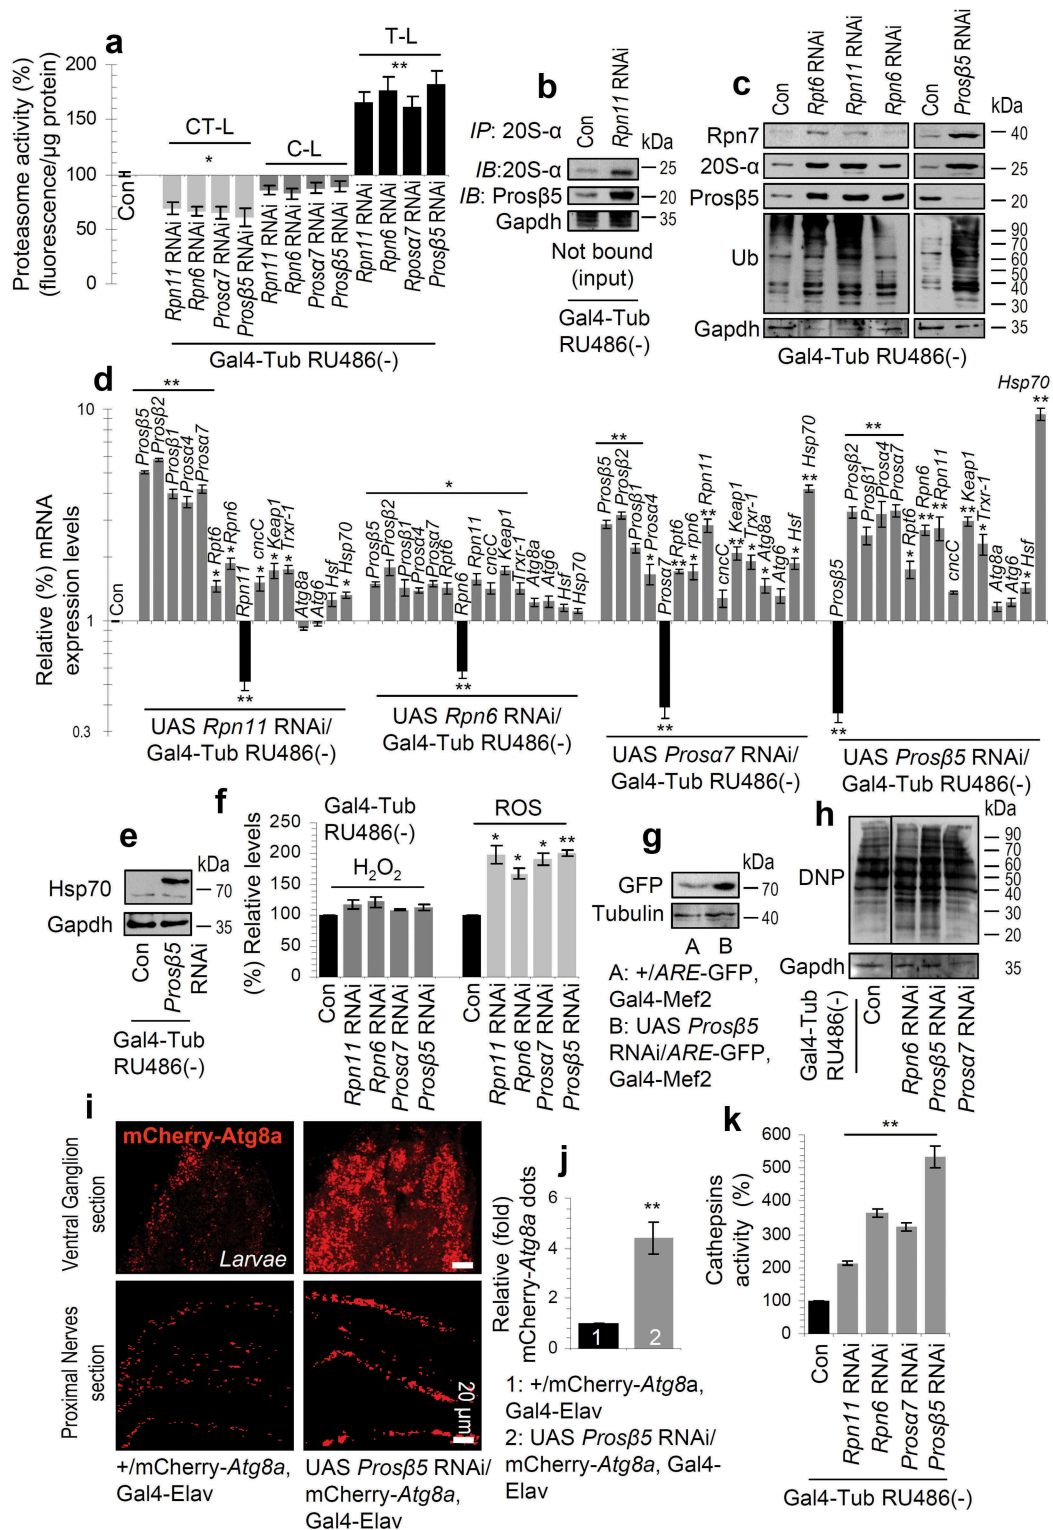 a
Proteasome activity (%)
(fluorescence/µg protein)
200
150
100
50
0
Con
CT-L
*
C-L
T-L
**
Rpn11 RNAi
Rpn6 RNAi
Prosα7 RNAi
Prosβ5 RNAi
Rpn11 RNAi
Rpn6 RNAi
Prosα7 RNAi
Prosβ5 RNAi
Rpn11 RNAi
Rpn6 RNAi
Rposα7 RNAi
Prosβ5 RNAi
Gal4-Tub RU486(-)
b
Con
Rpn11 RNAi
IP: 20S-α
kDa
IB:20S-α
25
IB: Prosβ5
20
Gapdh
35
Not bound
(input)
Gal4-Tub
RU486(-)
c
Con
Rpt6 RNAi
Rpn11 RNAi
Rpn6 RNAi
Con
Prosβ5 RNAi
kDa
Rpn7
40
20S-α
25
Prosβ5
20
Ub
90
70
60
50
40
30
Gapdh
35
Gal4-Tub RU486(-)
d
Relative (%) mRNA
expression levels
10
1
0.3
Con
**
Prosβ5
Prosβ2
Prosβ1
Prosα4
Prosα7
* Rpt6
* Rpn6
Rpn11
**
* cncC
* Keap1
* Trxr-1
Atg8a
Atg6
Hsf
* Hsp70
UAS Rpn11 RNAi/
Gal4-Tub RU486(-)
*
Prosβ5
Prosβ2
Prosβ1
Prosα4
Prosα7
Rpt6
Rpn6
**
Rpn11
cncC
Keap1
Trxr-1
Atg8a
Atg6
Hsf
Hsp70
UAS Rpn6 RNAi/
Gal4-Tub RU486(-)
**
Prosβ5
Prosβ2
Prosβ1
* Prosα4
Prosα7
**
*Rpt6
* rpn6
** Rpn11
cncC
** Keap1
* Trxr-1
* Atg8a
Atg6
* Hsf
** Hsp70
UAS Prosα7 RNAi/
Gal4-Tub RU486(-)
Prosβ5
**
**
Prosβ2
Prosβ1
Prosα4
Prosα7
* Rpt6
** Rpn6
** Rpn11
cncC
** Keap1
* Trxr-1
Atg8a
Atg6
* Hsf
Hsp70
**
UAS Prosβ5 RNAi/
Gal4-Tub RU486(-)
e
kDa
Hsp70
70
Gapdh
35
Con
Prosβ5
RNAi
Gal4-Tub
RU486(-)
f
Gal4-Tub
RU486(-)
(%) Relative levels
250
200
150
100
50
0
H2O2
ROS
*
*
*
**
Con
Rpn11 RNAi
Rpn6 RNAi
Prosα7 RNAi
Prosβ5 RNAi
Con
Rpn11 RNAi
Rpn6 RNAi
Prosα7 RNAi
Prosβ5 RNAi
g
kDa
GFP
70
Tubulin
40
A B
A: +/ARE-GFP,
Gal4-Mef2
B: UAS Prosβ5
RNAi/ARE-GFP,
Gal4-Mef2
h
kDa
DNP
90
70
60
50
40
30
20
Gapdh
35
Gal4-Tub
RU486(-)
Con
Rpn6 RNAi
Prosβ5 RNAi
Prosα7 RNAi
i
mCherry-Atg8a
Larvae
Ventral Ganglion
section
Proximal Nerves
section
20 µm
+/mCherry-Atg8a,
Gal4-Elav
UAS Prosβ5 RNAi/
mCherry-Atg8a,
Gal4-Elav
j
Relative (fold)
mCherry-Atg8a dots
6
4
2
0
**
1
2
1: +/mCherry-Atg8a,
Gal4-Elav
2: UAS Prosβ5 RNAi/
mCherry-Atg8a, Gal4-
Elav
k
Cathepsins
activity (%)
600
500
400
300
200
100
0
**
Con
Rpn11 RNAi
Rpn6 RNAi
Prosα7 RNAi
Prosβ5 RNAi
Gal4-Tub RU486(-)